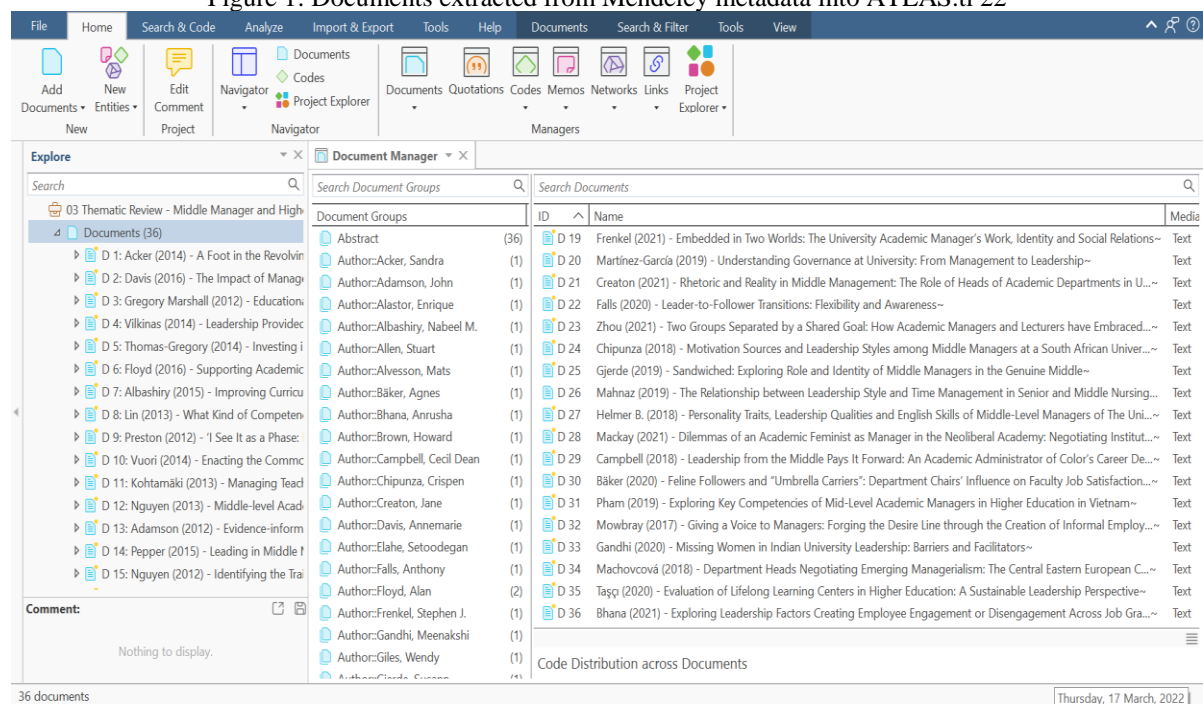 Figure 1: Documents extracted from Mendeley metadata into ATLAS.ti 22
File Home Search & Code Analyze Import & Export Tools Help Documents Search & Filter Tools View
Add Documents
New Entities
New
Edit Comment
Project
Navigator
Documents
Codes
Project Explorer
Navigator
Documents Quotations Codes Memos Networks Links Project Explorer
Managers
Explore
Search
03 Thematic Review - Middle Manager and High
Documents (36)
D 1: Acker (2014) - A Foot in the Revolvin
D 2: Davis (2016) - The Impact of Manage
D 3: Gregory Marshall (2012) - Educationa
D 4: Vilkinas (2014) - Leadership Provided
D 5: Thomas-Gregory (2014) - Investing i
D 6: Floyd (2016) - Supporting Academic
D 7: Albashiry (2015) - Improving Curricu
D 8: Lin (2013) - What Kind of Competen
D 9: Preston (2012) - 'I See It as a Phase:
D 10: Vuori (2014) - Enacting the Commo
D 11: Kohtamäki (2013) - Managing Teach
D 12: Nguyen (2013) - Middle-level Acad
D 13: Adamson (2012) - Evidence-inform
D 14: Pepper (2015) - Leading in Middle
D 15: Nguyen (2012) - Identifying the Trai
Comment:
Nothing to display.
Document Manager
Search Document Groups
Document Groups
Abstract (36)
Author::Acker, Sandra (1)
Author::Adamson, John (1)
Author::Alastor, Enrique (1)
Author::Albashiry, Nabeel M. (1)
Author::Allen, Stuart (1)
Author::Alvesson, Mats (1)
Author::Bäker, Agnes (1)
Author::Bhana, Anrusha (1)
Author::Brown, Howard (1)
Author::Campbell, Cecil Dean (1)
Author::Chipunza, Crispen (1)
Author::Creaton, Jane (1)
Author::Davis, Annemarie (1)
Author::Elahe, Setoodegan (1)
Author::Falls, Anthony (1)
Author::Floyd, Alan (2)
Author::Frenkel, Stephen J. (1)
Author::Gandhi, Meenakshi (1)
Author::Giles, Wendy (1)
Search Documents
ID Name Media
D 19 Frenkel (2021) - Embedded in Two Worlds: The University Academic Manager's Work, Identity and Social Relations~ Text
D 20 Martínez-García (2019) - Understanding Governance at University: From Management to Leadership~ Text
D 21 Creaton (2021) - Rhetoric and Reality in Middle Management: The Role of Heads of Academic Departments in U...~ Text
D 22 Falls (2020) - Leader-to-Follower Transitions: Flexibility and Awareness~ Text
D 23 Zhou (2021) - Two Groups Separated by a Shared Goal: How Academic Managers and Lecturers have Embraced...~ Text
D 24 Chipunza (2018) - Motivation Sources and Leadership Styles among Middle Managers at a South African Univer...~ Text
D 25 Gjerde (2019) - Sandwiched: Exploring Role and Identity of Middle Managers in the Genuine Middle~ Text
D 26 Mahnaz (2019) - The Relationship between Leadership Style and Time Management in Senior and Middle Nursing... Text
D 27 Helmer B. (2018) - Personality Traits, Leadership Qualities and English Skills of Middle-Level Managers of The Uni...~ Text
D 28 Mackay (2021) - Dilemmas of an Academic Feminist as Manager in the Neoliberal Academy: Negotiating Institut...~ Text
D 29 Campbell (2018) - Leadership from the Middle Pays It Forward: An Academic Administrator of Color's Career De...~ Text
D 30 Bäker (2020) - Feline Followers and "Umbrella Carriers": Department Chairs' Influence on Faculty Job Satisfaction...~ Text
D 31 Pham (2019) - Exploring Key Competencies of Mid-Level Academic Managers in Higher Education in Vietnam~ Text
D 32 Mowbray (2017) - Giving a Voice to Managers: Forging the Desire Line through the Creation of Informal Employ...~ Text
D 33 Gandhi (2020) - Missing Women in Indian University Leadership: Barriers and Facilitators~ Text
D 34 Machovcová (2018) - Department Heads Negotiating Emerging Managerialism: The Central Eastern European C...~ Text
D 35 Taşçı (2020) - Evaluation of Lifelong Learning Centers in Higher Education: A Sustainable Leadership Perspective~ Text
D 36 Bhana (2021) - Exploring Leadership Factors Creating Employee Engagement or Disengagement Across Job Gra...~ Text
Code Distribution across Documents
36 documents
Thursday, 17 March, 2022